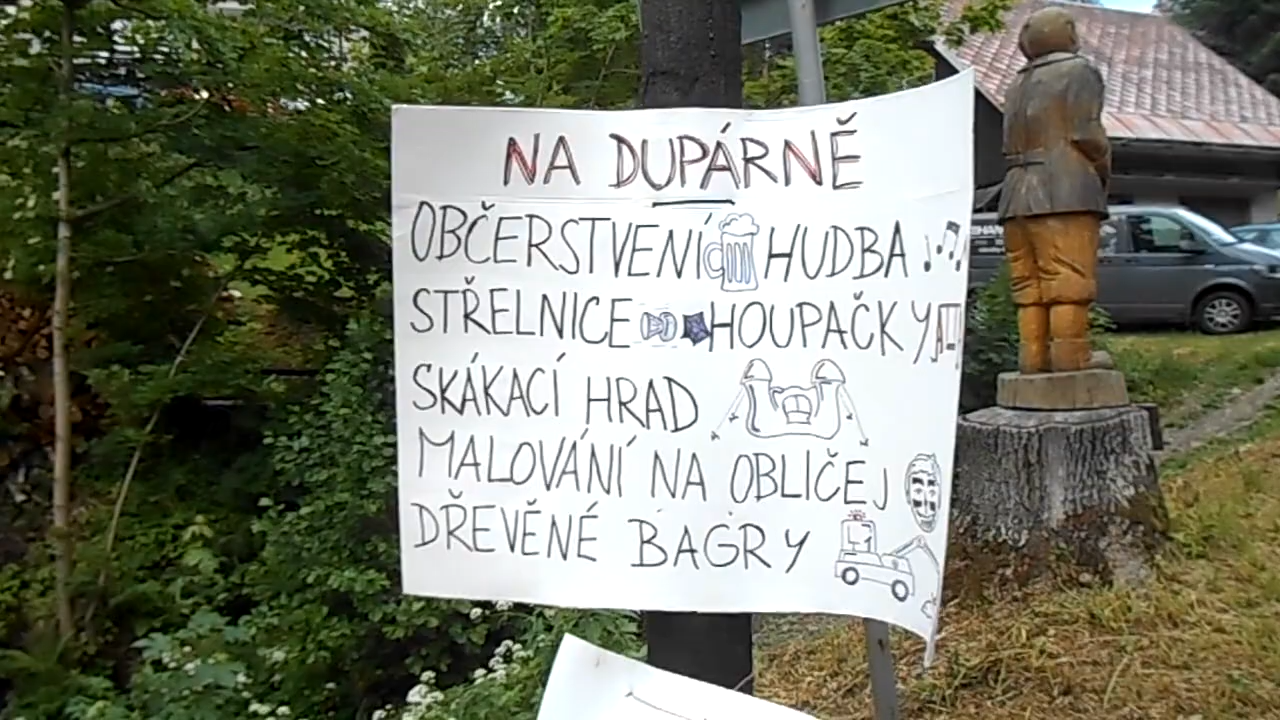 NA DUPÁRNĚ
OBČERSTVENÍ HUDBA
STŘELNICE HOUPAČKY
SKÁKACÍ HRAD
MALOVÁNÍ NA OBLIČEJ
DŘEVĚNÉ BAGRY